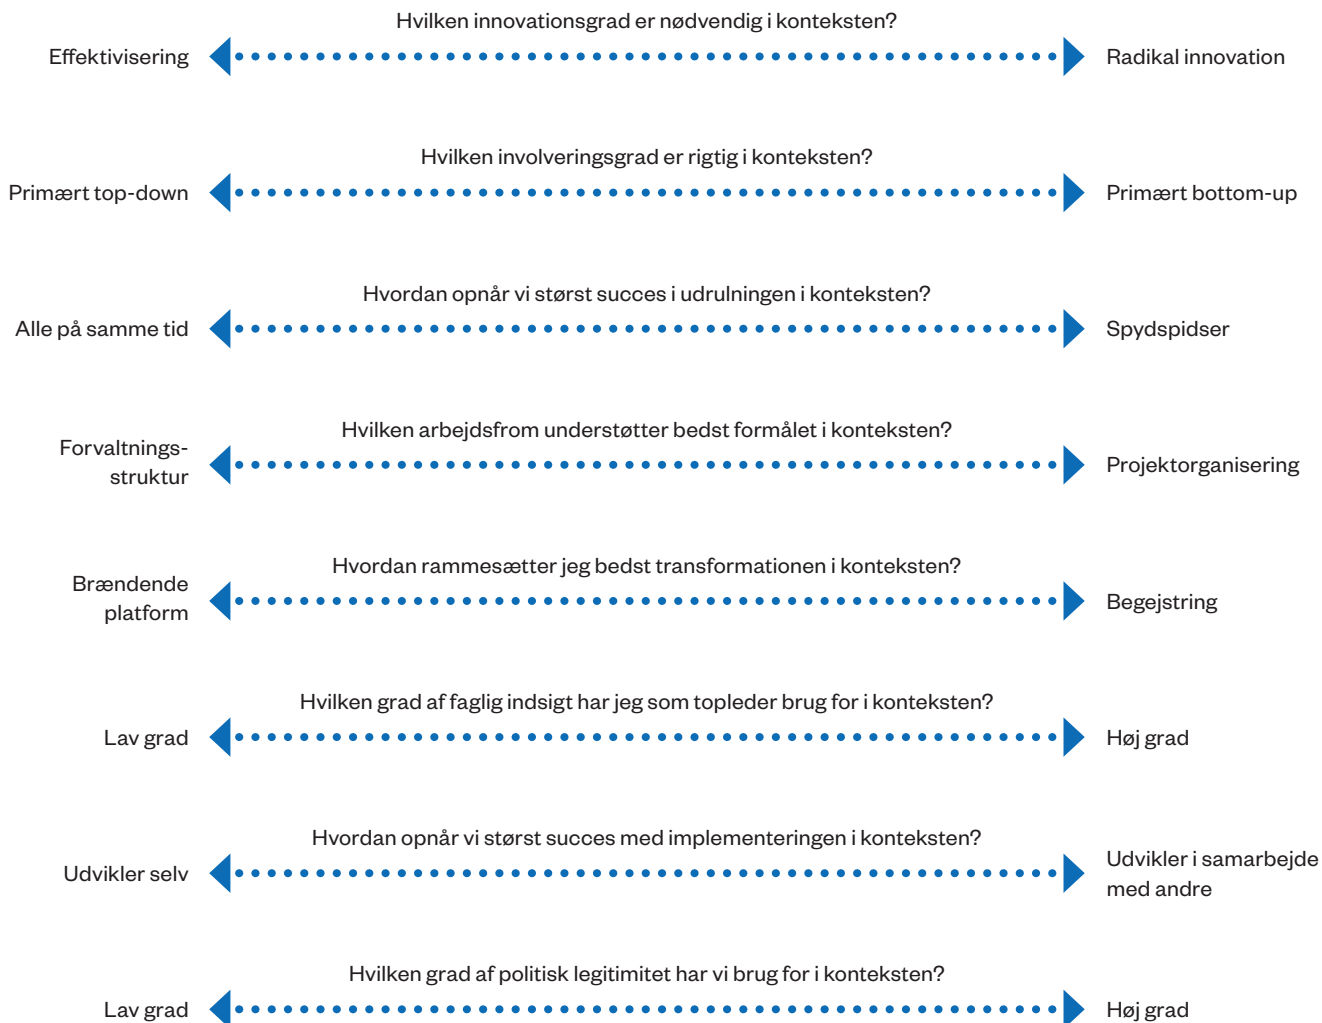 Hvilken innovationsgrad er nødvendig i konteksten?
Effektivisering
Radikal innovation
Hvilken involveringsgrad er rigtig i konteksten?
Primært top-down
Primært bottom-up
Hvordan opnår vi størst succes i udrulningen i konteksten?
Alle på samme tid
Spydspidser
Hvilken arbejdsfrom understøtter bedst formålet i konteksten?
Forvaltnings-
struktur
Projektorganisering
Hvordan rammesætter jeg bedst transformationen i konteksten?
Brændende
platform
Begejstring
Hvilken grad af faglig indsigt har jeg som topleder brug for i konteksten?
Lav grad
Høj grad
Hvordan opnår vi størst succes med implementeringen i konteksten?
Udvikler selv
Udvikler i samarbejde
med andre
Hvilken grad af politisk legitimitet har vi brug for i konteksten?
Lav grad
Høj grad